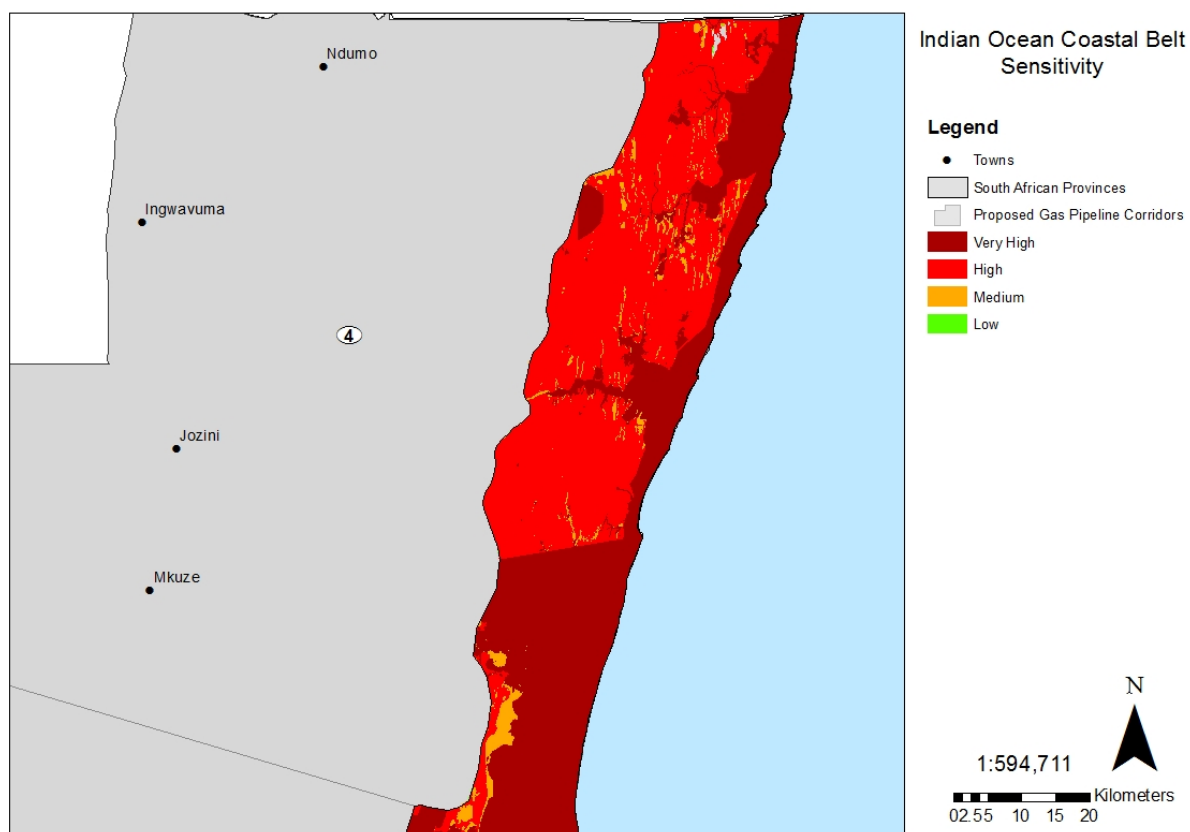 Indian Ocean Coastal Belt
Sensitivity
Legend
Towns
South African Provinces
Proposed Gas Pipeline Corridors
Very High
High
Medium
Low
Ndumo
Ingwavuma
4
Jozini
Mkuze
N
1:594,711
Kilometers
02.55 10 15 20